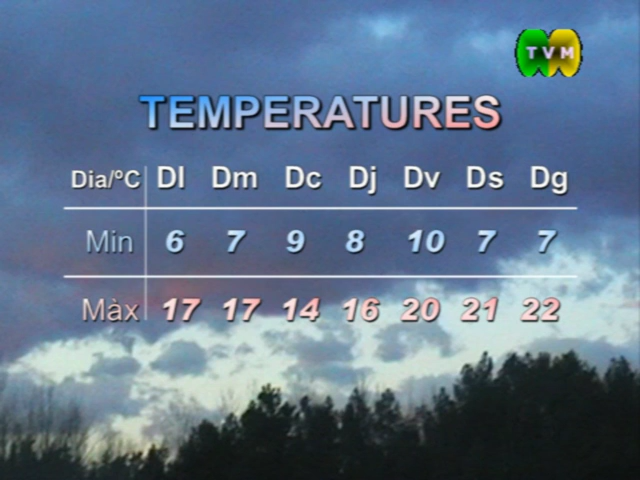 TVM
TEMPERATURES
Dia/ºC Dl Dm Dc Dj Dv Ds Dg
Min 6 7 9 8 10 7 7
Màx 17 17 14 16 20 21 22